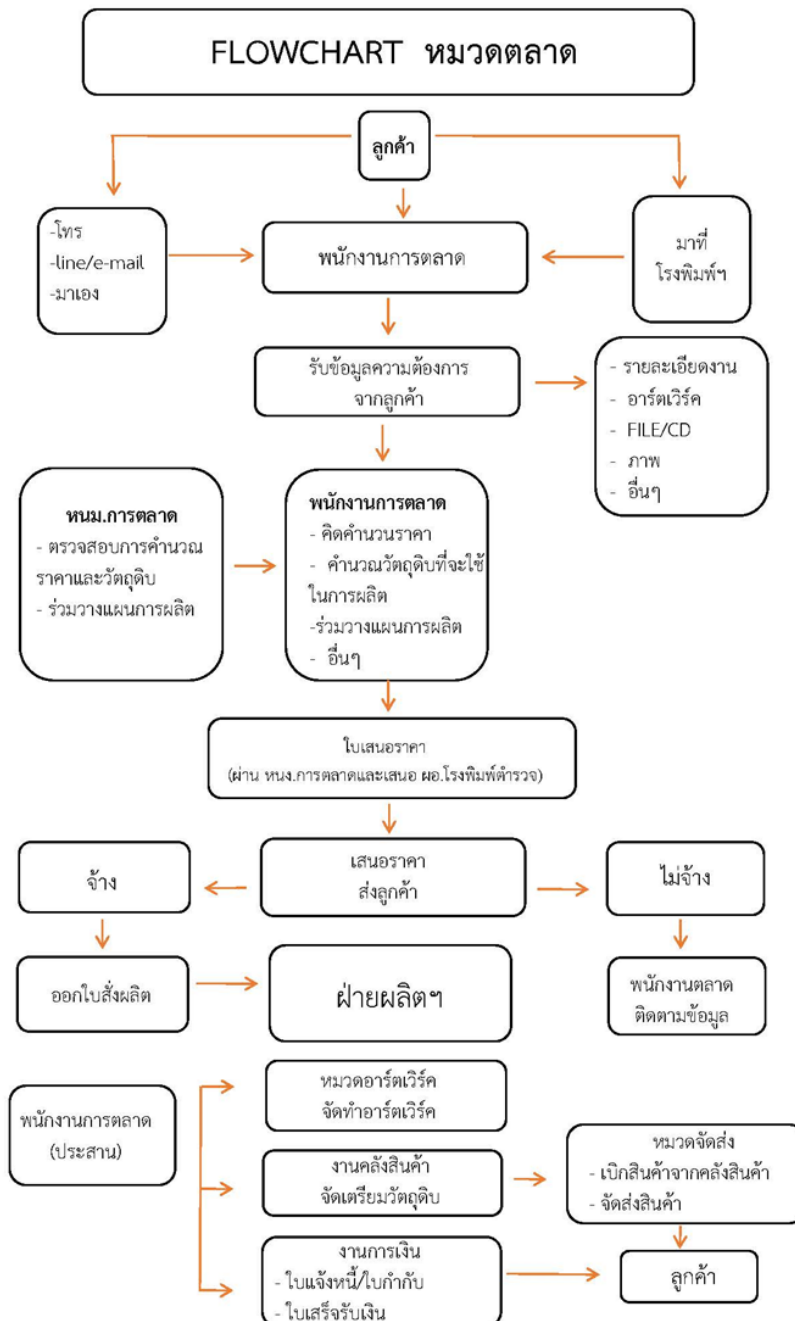 FLOWCHART หมวดตลาด
ลูกค้า
-โทร
-line/e-mail
-มาเอง
พนักงานการตลาด
มาที่
โรงพิมพ์ฯ
รับข้อมูลความต้องการ
จากลูกค้า
- รายละเอียดงาน
- อาร์ตเวิร์ค
- FILE/CD
- ภาพ
- อื่นๆ
หนม.การตลาด
- ตรวจสอบการคำนวณ
ราคาและวัตถุดิบ
- ร่วมวางแผนการผลิต
พนักงานการตลาด
- คิดคำนวนราคา
- คำนวณวัตถุดิบที่จะใช้
ในการผลิต
-ร่วมวางแผนการผลิต
- อื่นๆ
ใบเสนอราคา
(ผ่าน หนง.การตลาดและเสนอ ผอ.โรงพิมพ์ตำรวจ)
จ้าง
เสนอราคา
ส่งลูกค้า
ไม่จ้าง
ออกใบสั่งผลิต
ฝ่ายผลิตฯ
พนักงานตลาด
ติดตามข้อมูล
พนักงานการตลาด
(ประสาน)
หมวดอาร์ตเวิร์ค
จัดทำอาร์ตเวิร์ค
งานคลังสินค้า
จัดเตรียมวัตถุดิบ
หมวดจัดส่ง
- เบิกสินค้าจากคลังสินค้า
- จัดส่งสินค้า
งานการเงิน
- ใบแจ้งหนี้/ใบกำกับ
- ใบเสร็จรับเงิน
ลูกค้า